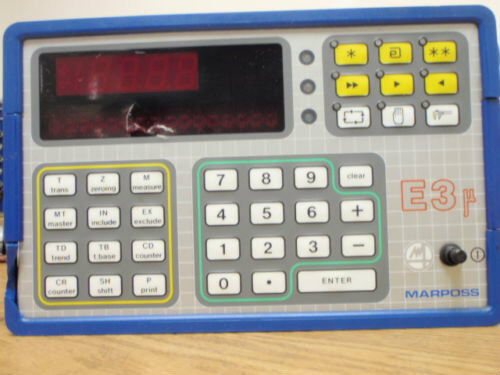 * **
T trans Z zeroing M measure
MT master IN include EX exclude
TD Trend TB t.base CD counter
CR counter SH shift P print
7 8 9 clear
4 5 6 +
1 2 3 −
0 . ENTER
E3μ
MARPOSS